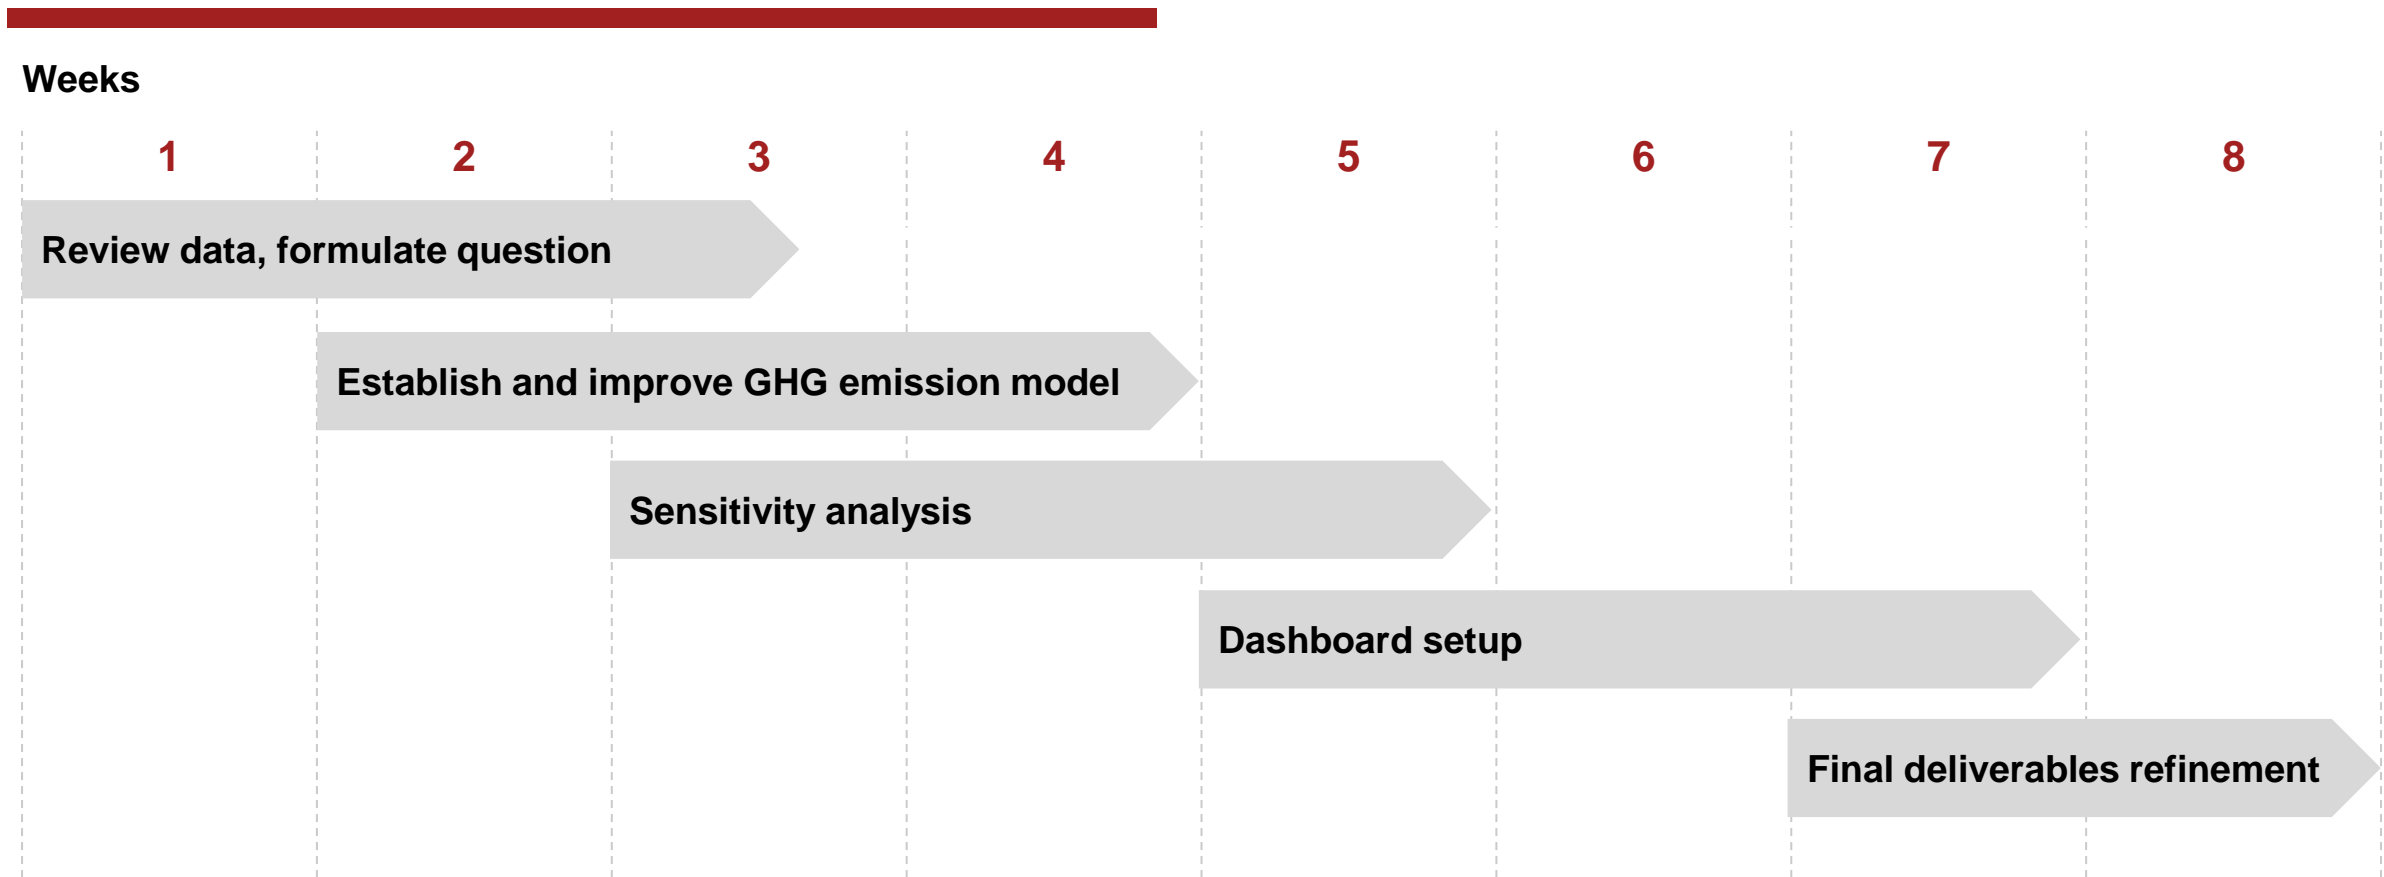 Weeks
1 2 3 4 5 6 7 8
Review data, formulate question
Establish and improve GHG emission model
Sensitivity analysis
Dashboard setup
Final deliverables refinement